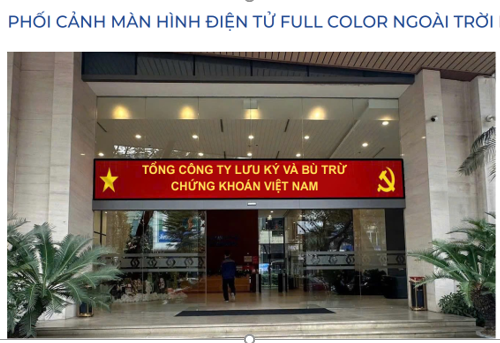 PHỐI CẢNH MÀN HÌNH ĐIỆN TỬ FULL COLOR NGOÀI TRỜI
TỔNG CÔNG TY LƯU KÝ VÀ BÙ TRỪ
CHỨNG KHOÁN VIỆT NAM